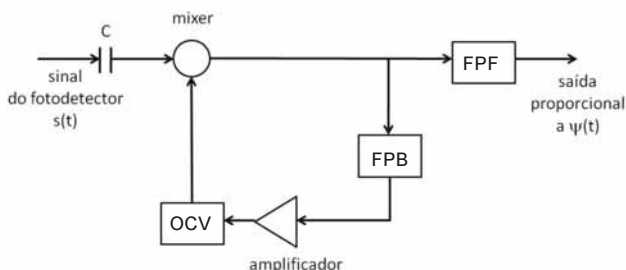 mixer
C
FPF
sinal
do fotodetector
s(t)
saída
proporcional
a ψ(t)
FPB
OCV
amplificador